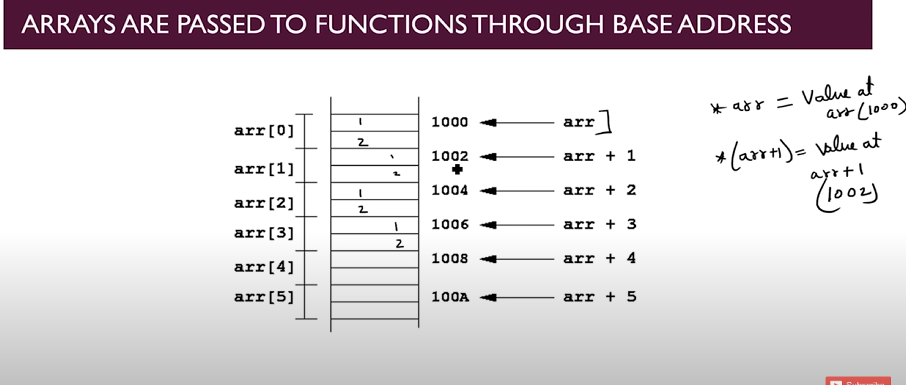 ARRAYS ARE PASSED TO FUNCTIONS THROUGH BASE ADDRESS
arr[0] 1 1000 arr]
2
arr[1] 1 1002 arr + 1
2
arr[2] 1 1004 arr + 2
2
arr[3] 1 1006 arr + 3
2
arr[4] 1008 arr + 4
arr[5] 100A arr + 5
* arr = Value at
arr (1000)
*(arr+1) = Value at
arr+1
(1002)